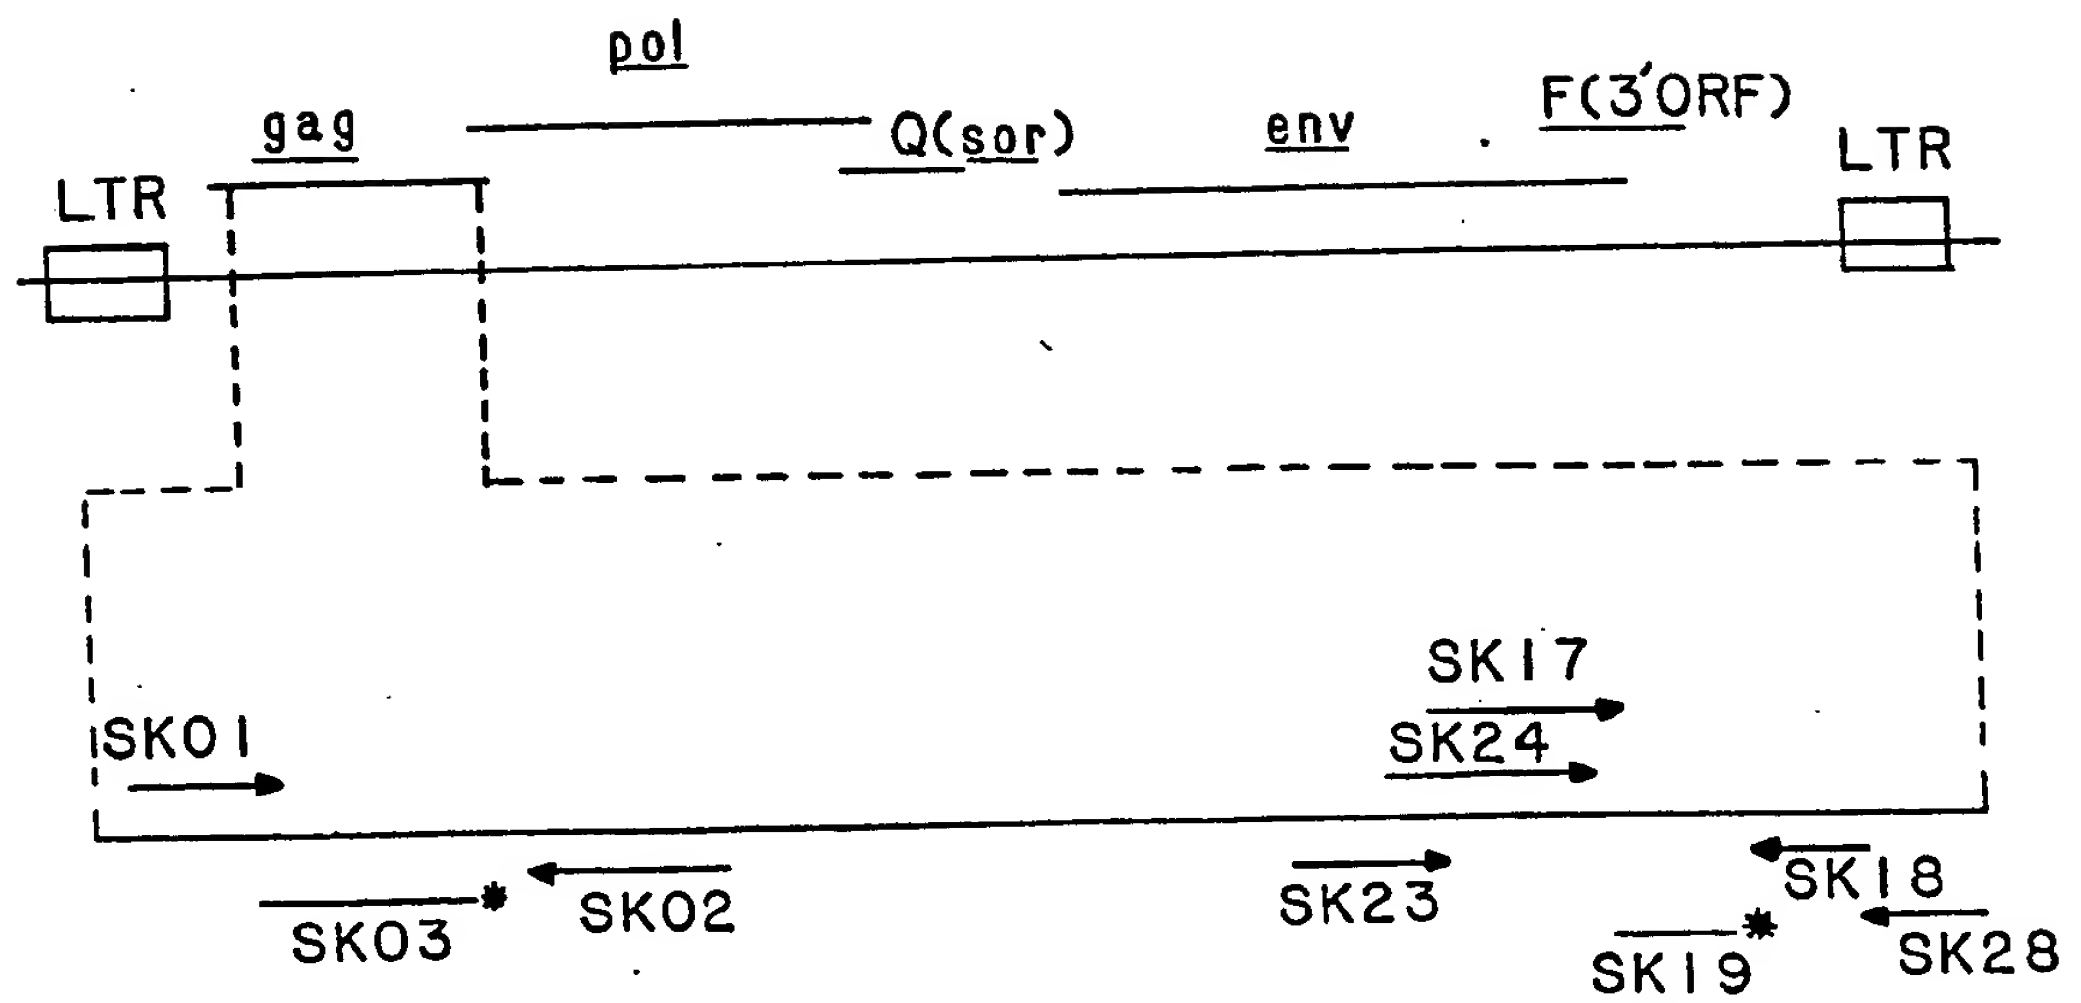 pol
F(3'ORF)
gag
Q(sor)
env
LTR
LTR
SK17
SK01
SK24
SK18
SK23
SK02
SK03
SK28
SK19